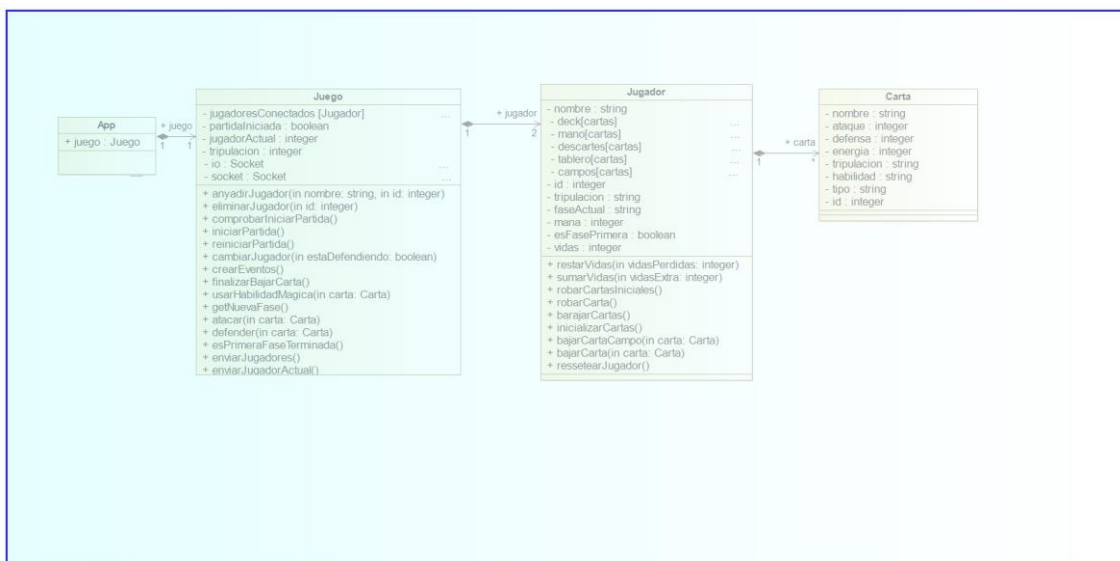 App
+ juego : Juego
...
+ juego
1
1
Juego
- jugadoresConectados [Jugador] ...
- partidaIniciada : boolean
- jugadorActual : integer
- tripulacion : integer
- io : Socket ...
- socket : Socket ...
+ anyadirJugador(in nombre: string, in id: integer)
+ eliminarJugador(in id: integer)
+ comprobarIniciarPartida()
+ iniciarPartida()
+ reiniciarPartida()
+ cambiarJugador(in estaDefendiendo: boolean)
+ crearEventos()
+ finalizarBajarCarta()
+ usarHabilidadMagica(in carta: Carta)
+ getNuevaFase()
+ atacar(in carta: Carta)
+ defender(in carta: Carta)
+ esPrimeraFaseTerminada()
+ enviarJugadores()
+ enviarJugadorActual()
+ jugador
1
2
Jugador
- nombre : string
- deck[cartas] ...
- mano[cartas] ...
- descartes[cartas] ...
- tablero[cartas] ...
- campos[cartas] ...
- id : integer
- tripulacion : string
- faseActual : string
- mana : integer
- esFasePrimera : boolean
- vidas : integer
+ restarVidas(in vidasPerdidas: integer)
+ sumarVidas(in vidasExtra: integer)
+ robarCartasIniciales()
+ robarCarta()
+ barajarCartas()
+ inicializarCartas()
+ bajarCartaCampo(in carta: Carta)
+ bajarCarta(in carta: Carta)
+ ressetearJugador()
+ carta
1
*
Carta
- nombre : string
- ataque : integer
- defensa : integer
- energia : integer
- tripulacion : string
- habilidad : string
- tipo : string
- id : integer